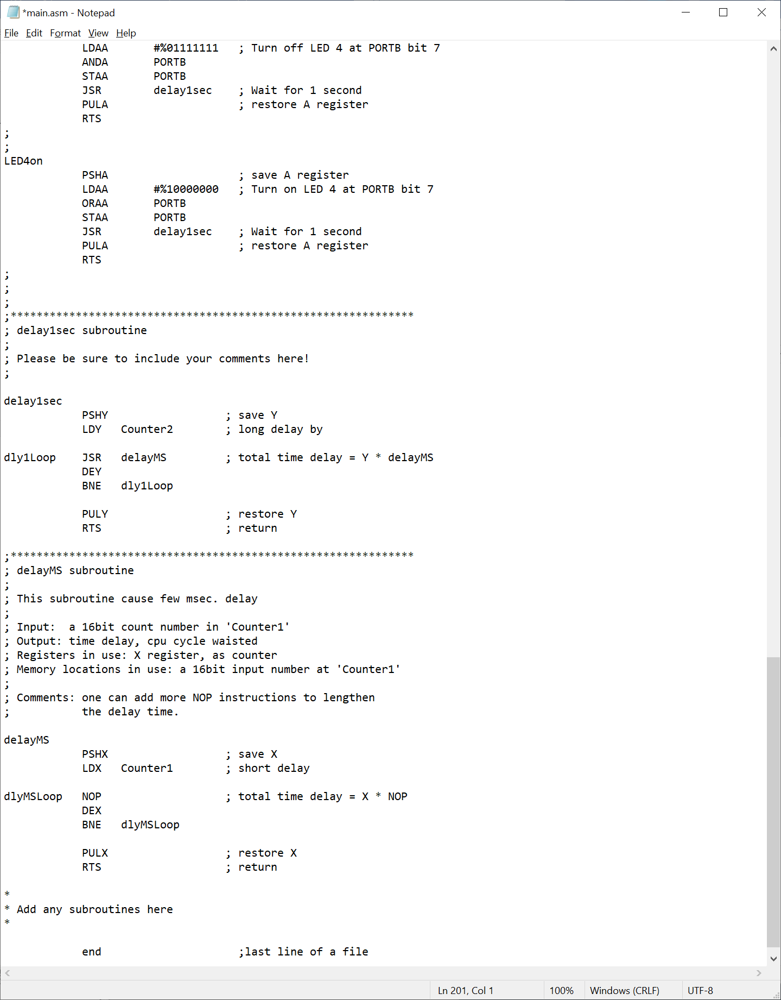 *main.asm - Notepad
File Edit Format View Help
            LDAA       #%01111111   ; Turn off LED 4 at PORTB bit 7
            ANDA       PORTB
            STAA       PORTB
            JSR        delay1sec    ; Wait for 1 second
            PULA                    ; restore A register
            RTS
;
;
LED4on
            PSHA                    ; save A register
            LDAA       #%10000000   ; Turn on LED 4 at PORTB bit 7
            ORAA       PORTB
            STAA       PORTB
            JSR        delay1sec    ; Wait for 1 second
            PULA                    ; restore A register
            RTS
;
;
;
;**************************************************************
; delay1sec subroutine
;
; Please be sure to include your comments here!
;
delay1sec
            PSHY                  ; save Y
            LDY   Counter2        ; long delay by
dly1Loop    JSR   delayMS         ; total time delay = Y * delayMS
            DEY
            BNE   dly1Loop
            PULY                  ; restore Y
            RTS                   ; return
;**************************************************************
; delayMS subroutine
;
; This subroutine cause few msec. delay
;
; Input:  a 16bit count number in 'Counter1'
; Output: time delay, cpu cycle waisted
; Registers in use: X register, as counter
; Memory locations in use: a 16bit input number at 'Counter1'
;
; Comments: one can add more NOP instructions to lengthen
;           the delay time.
delayMS
            PSHX                  ; save X
            LDX   Counter1        ; short delay
dlyMSLoop   NOP                   ; total time delay = X * NOP
            DEX
            BNE   dlyMSLoop
            PULX                  ; restore X
            RTS                   ; return
*
* Add any subroutines here
*
            end                     ;last line of a file
Ln 201, Col 1 100% Windows (CRLF) UTF-8